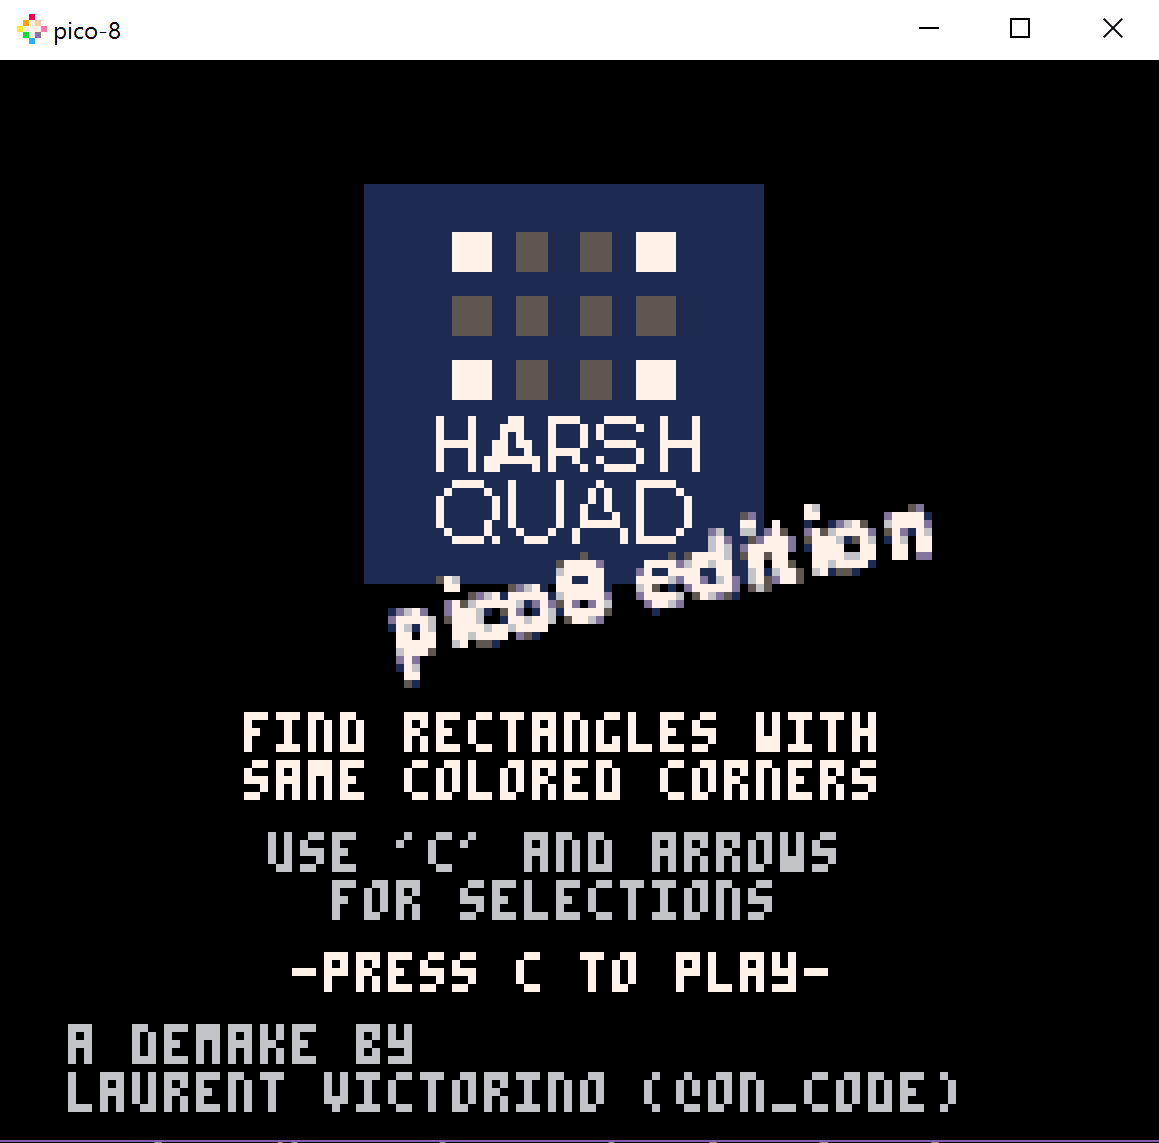 pico-8
HARSH
QUAD
pico8 edition
FIND RECTANGLES WITH
SAME COLORED CORNERS
USE 'C' AND ARROWS
FOR SELECTIONS
-PRESS C TO PLAY-
A DEMAKE BY
LAURENT VICTORINO (@ON_CODE)